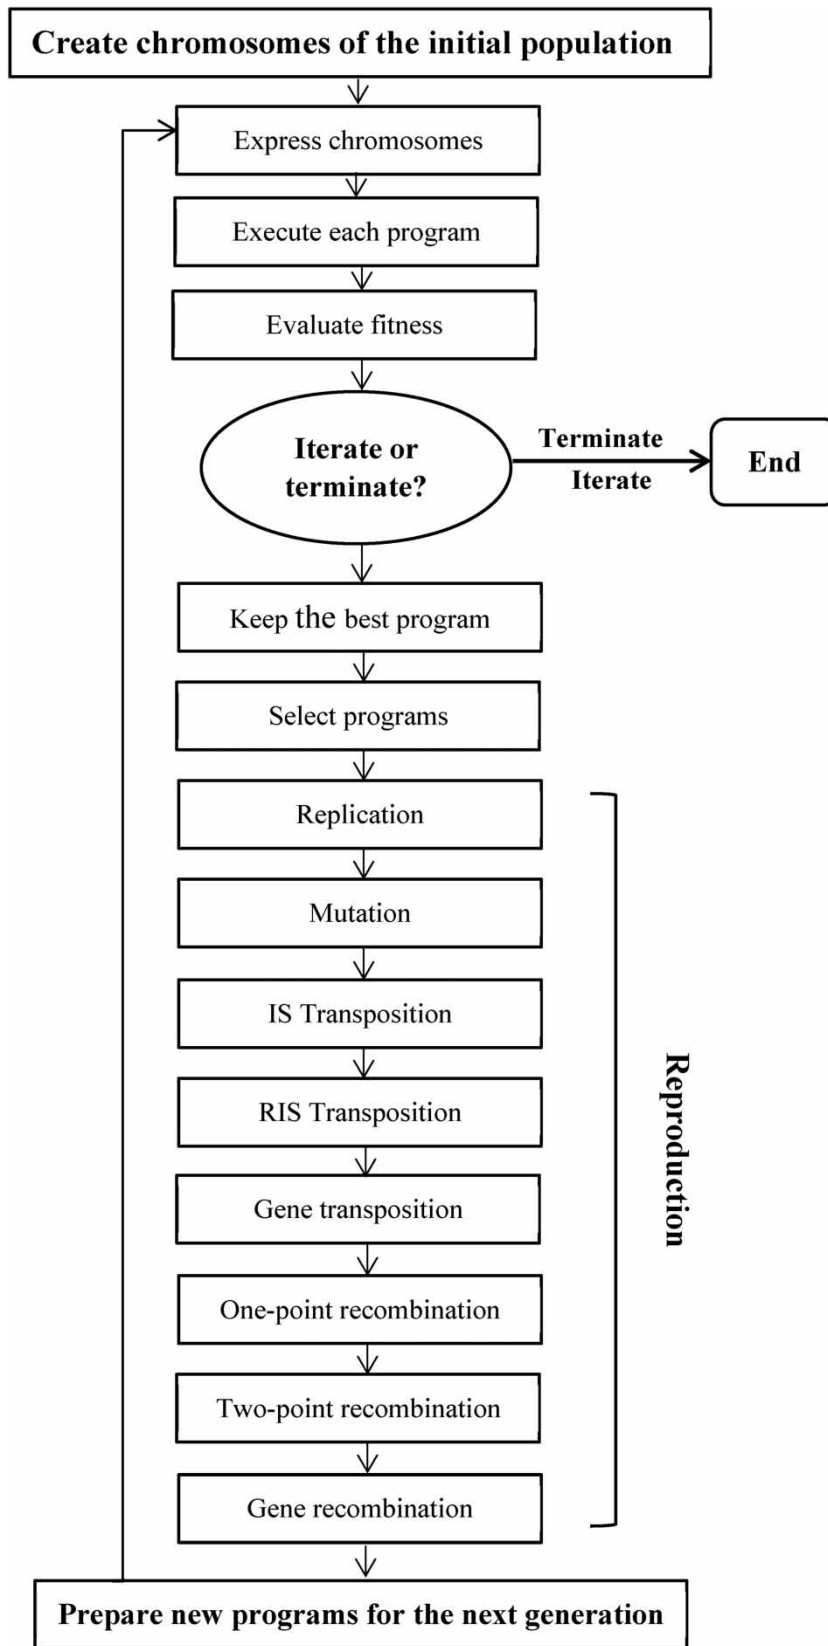 Create chromosomes of the initial population
Express chromosomes
Execute each program
Evaluate fitness
Iterate or
terminate?
Terminate
Iterate
End
Keep the best program
Select programs
Replication
Mutation
IS Transposition
RIS Transposition
Gene transposition
One-point recombination
Two-point recombination
Gene recombination
Reproduction
Prepare new programs for the next generation